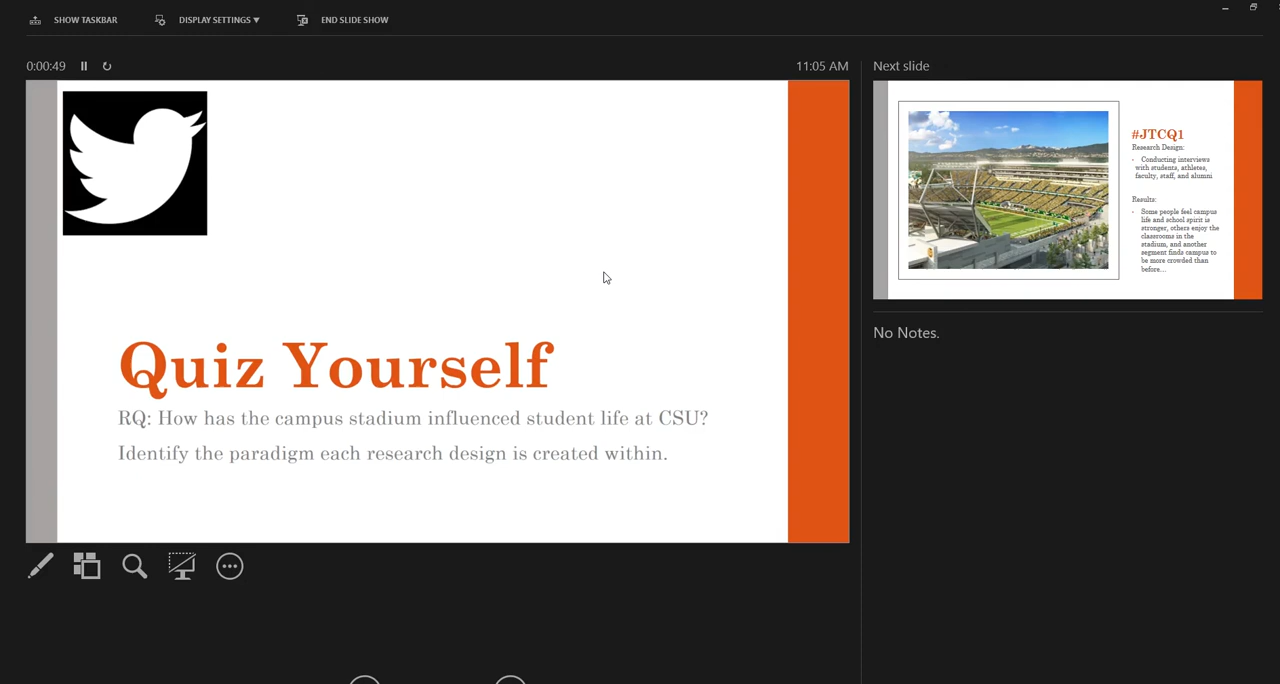 SHOW TASKBAR
DISPLAY SETTINGS ▼
END SLIDE SHOW
0:00:49
11:05 AM
Quiz Yourself
RQ: How has the campus stadium influenced student life at CSU?
Identify the paradigm each research design is created within.
Next slide
#JTCQ1
Research Design:
Conducting interviews
with students, athletes,
faculty, staff, and alumni
Results:
Some people feel campus
life and school spirit is
stronger, others enjoy the
classrooms in the
stadium, and another
segment finds campus to
be more crowded than
before...
No Notes.